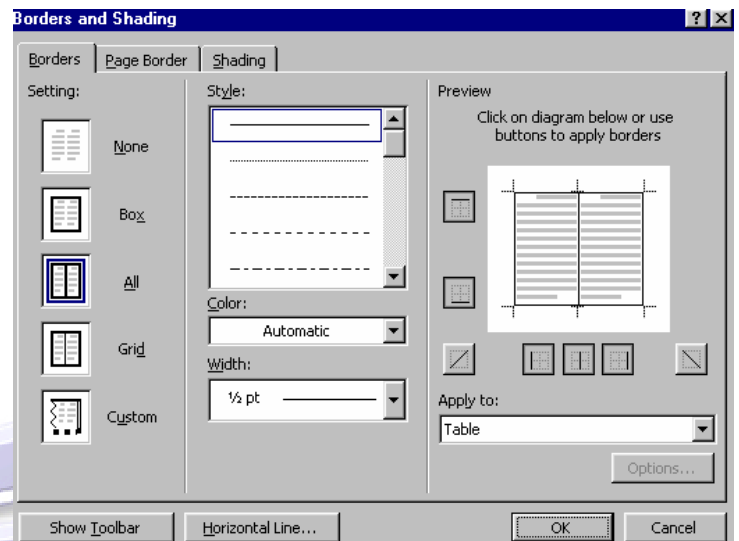 Borders and Shading
Borders
Page Border
Shading
Setting:
None
Box
All
Grid
Custom
Style:
Color:
Automatic
Width:
½ pt
Preview
Click on diagram below or use
buttons to apply borders
Apply to:
Table
Options...
Show Toolbar
Horizontal Line...
OK
Cancel